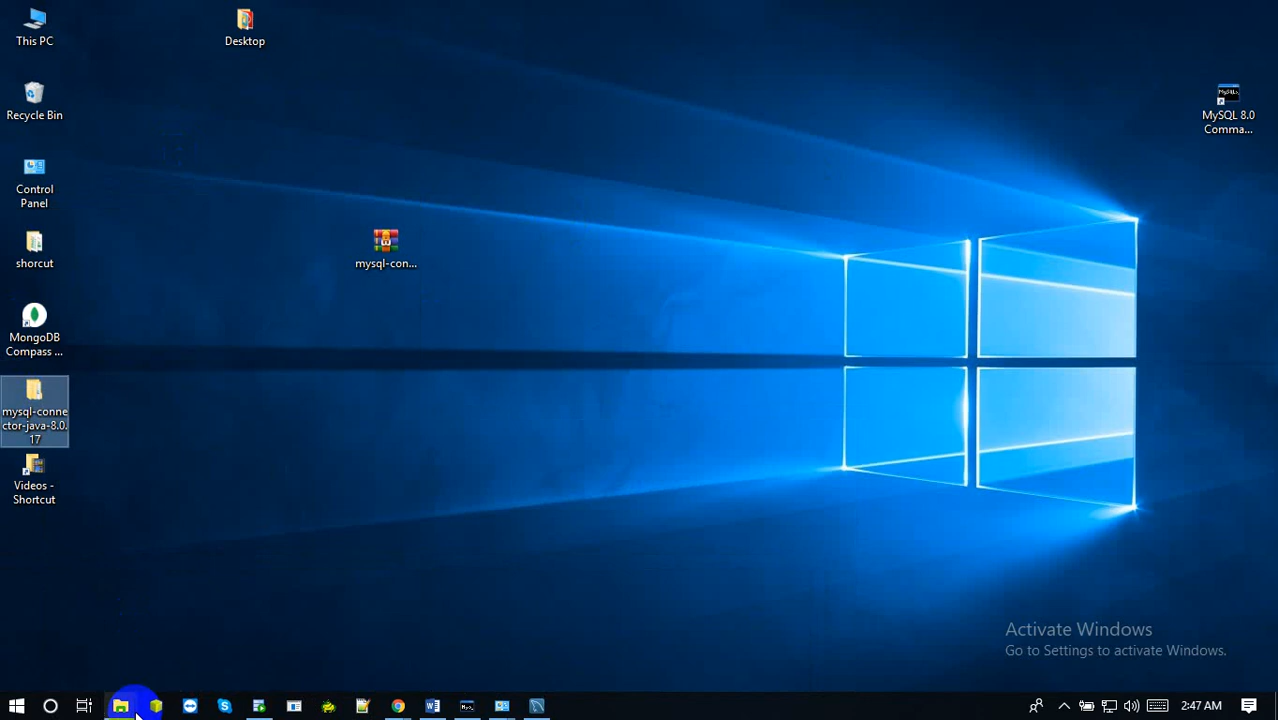 This PC
Desktop
Recycle Bin
MySQL 8.0
Comma...
Control
Panel
shorcut
mysql-con...
MongoDB
Compass ...
mysql-conne
ctor-java-8.0.
17
Videos -
Shortcut
Activate Windows
Go to Settings to activate Windows.
2:47 AM